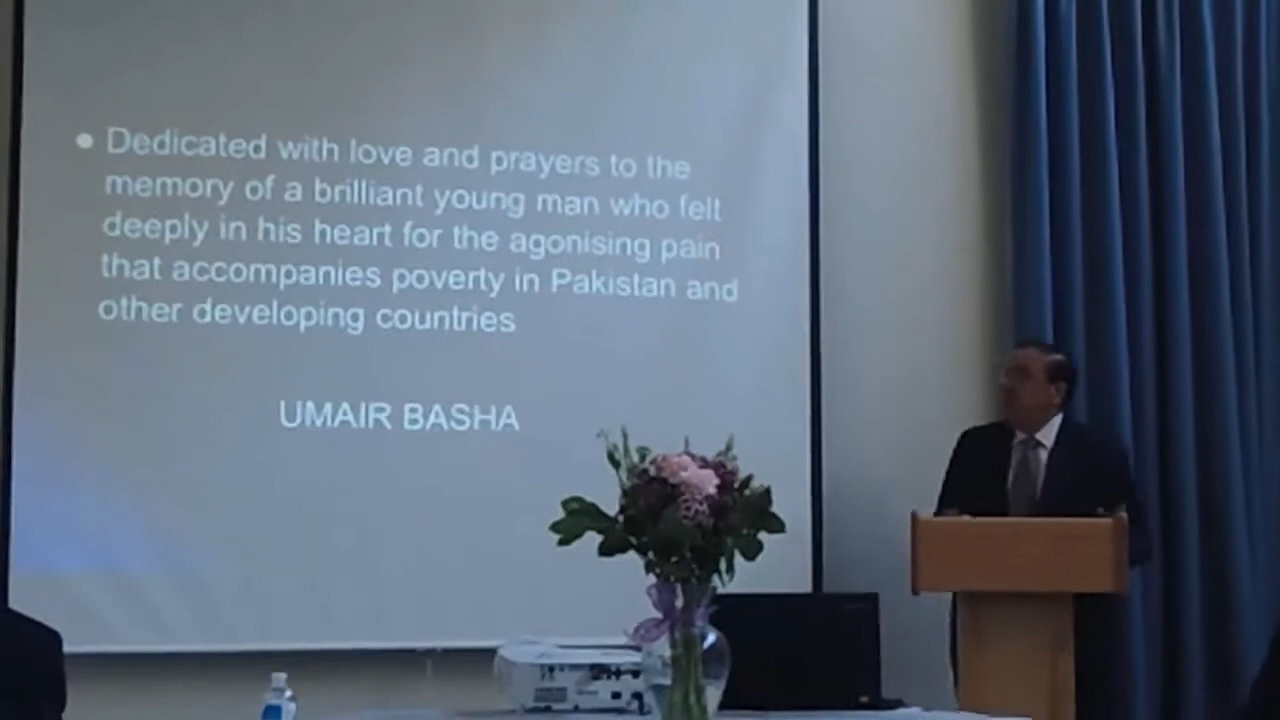 • Dedicated with love and prayers to the
memory of a brilliant young man who felt
deeply in his heart for the agonising pain
that accompanies poverty in Pakistan and
other developing countries
UMAIR BASHA